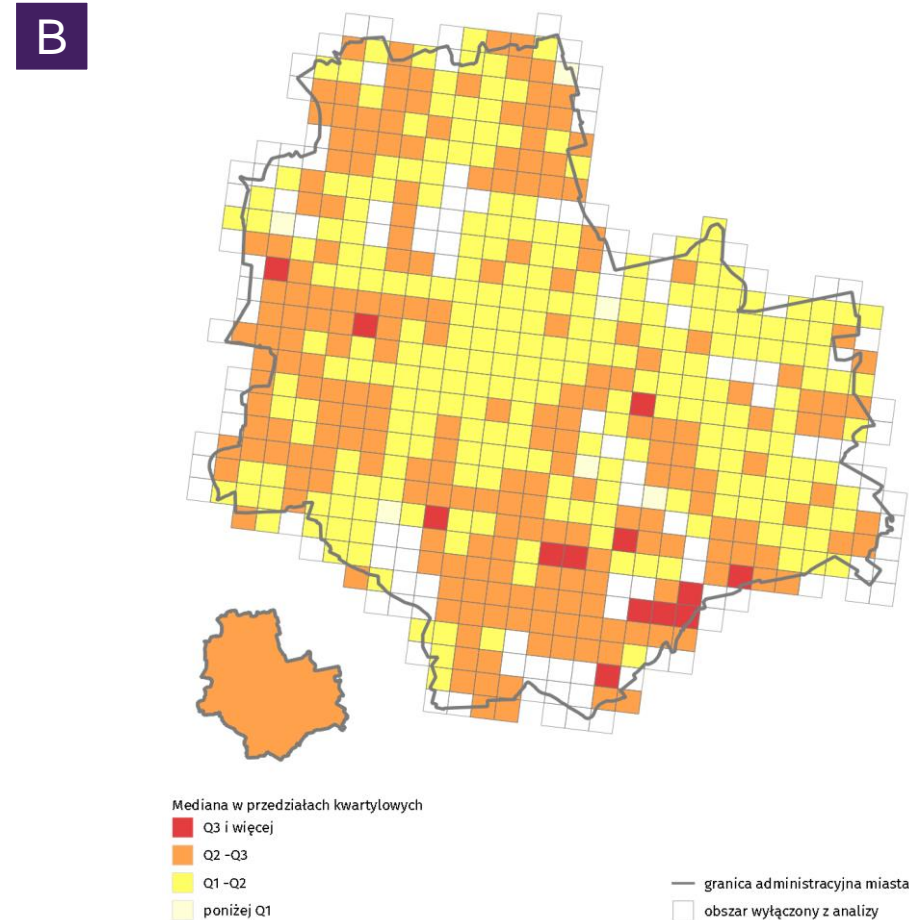 B
Mediana w przedziałach kwartylowych
Q3 i więcej
Q2 -Q3
Q1 -Q2
poniżej Q1
granica administracyjna miasta
obszar wyłączony z analizy